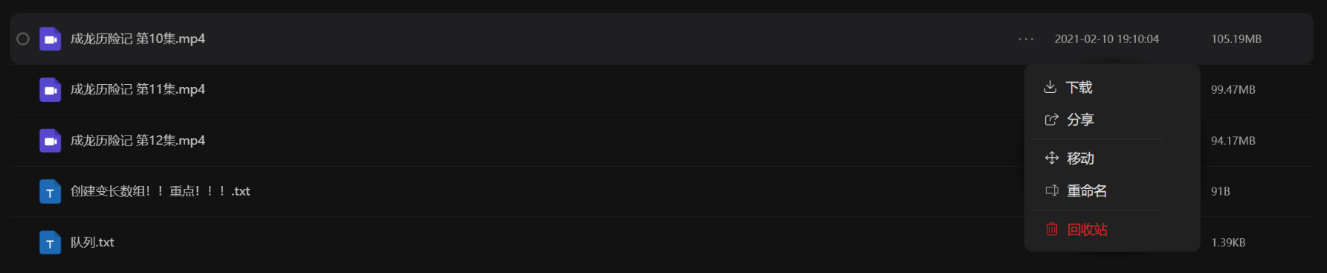 成龙历险记 第10集.mp4 ··· 2021-02-10 19:10:04 105.19MB
下载
成龙历险记 第11集.mp4 99.47MB
分享
成龙历险记 第12集.mp4 94.17MB
移动
创建变长数组！！重点！！！.txt 重命名 91B
回收站
队列.txt 1.39KB